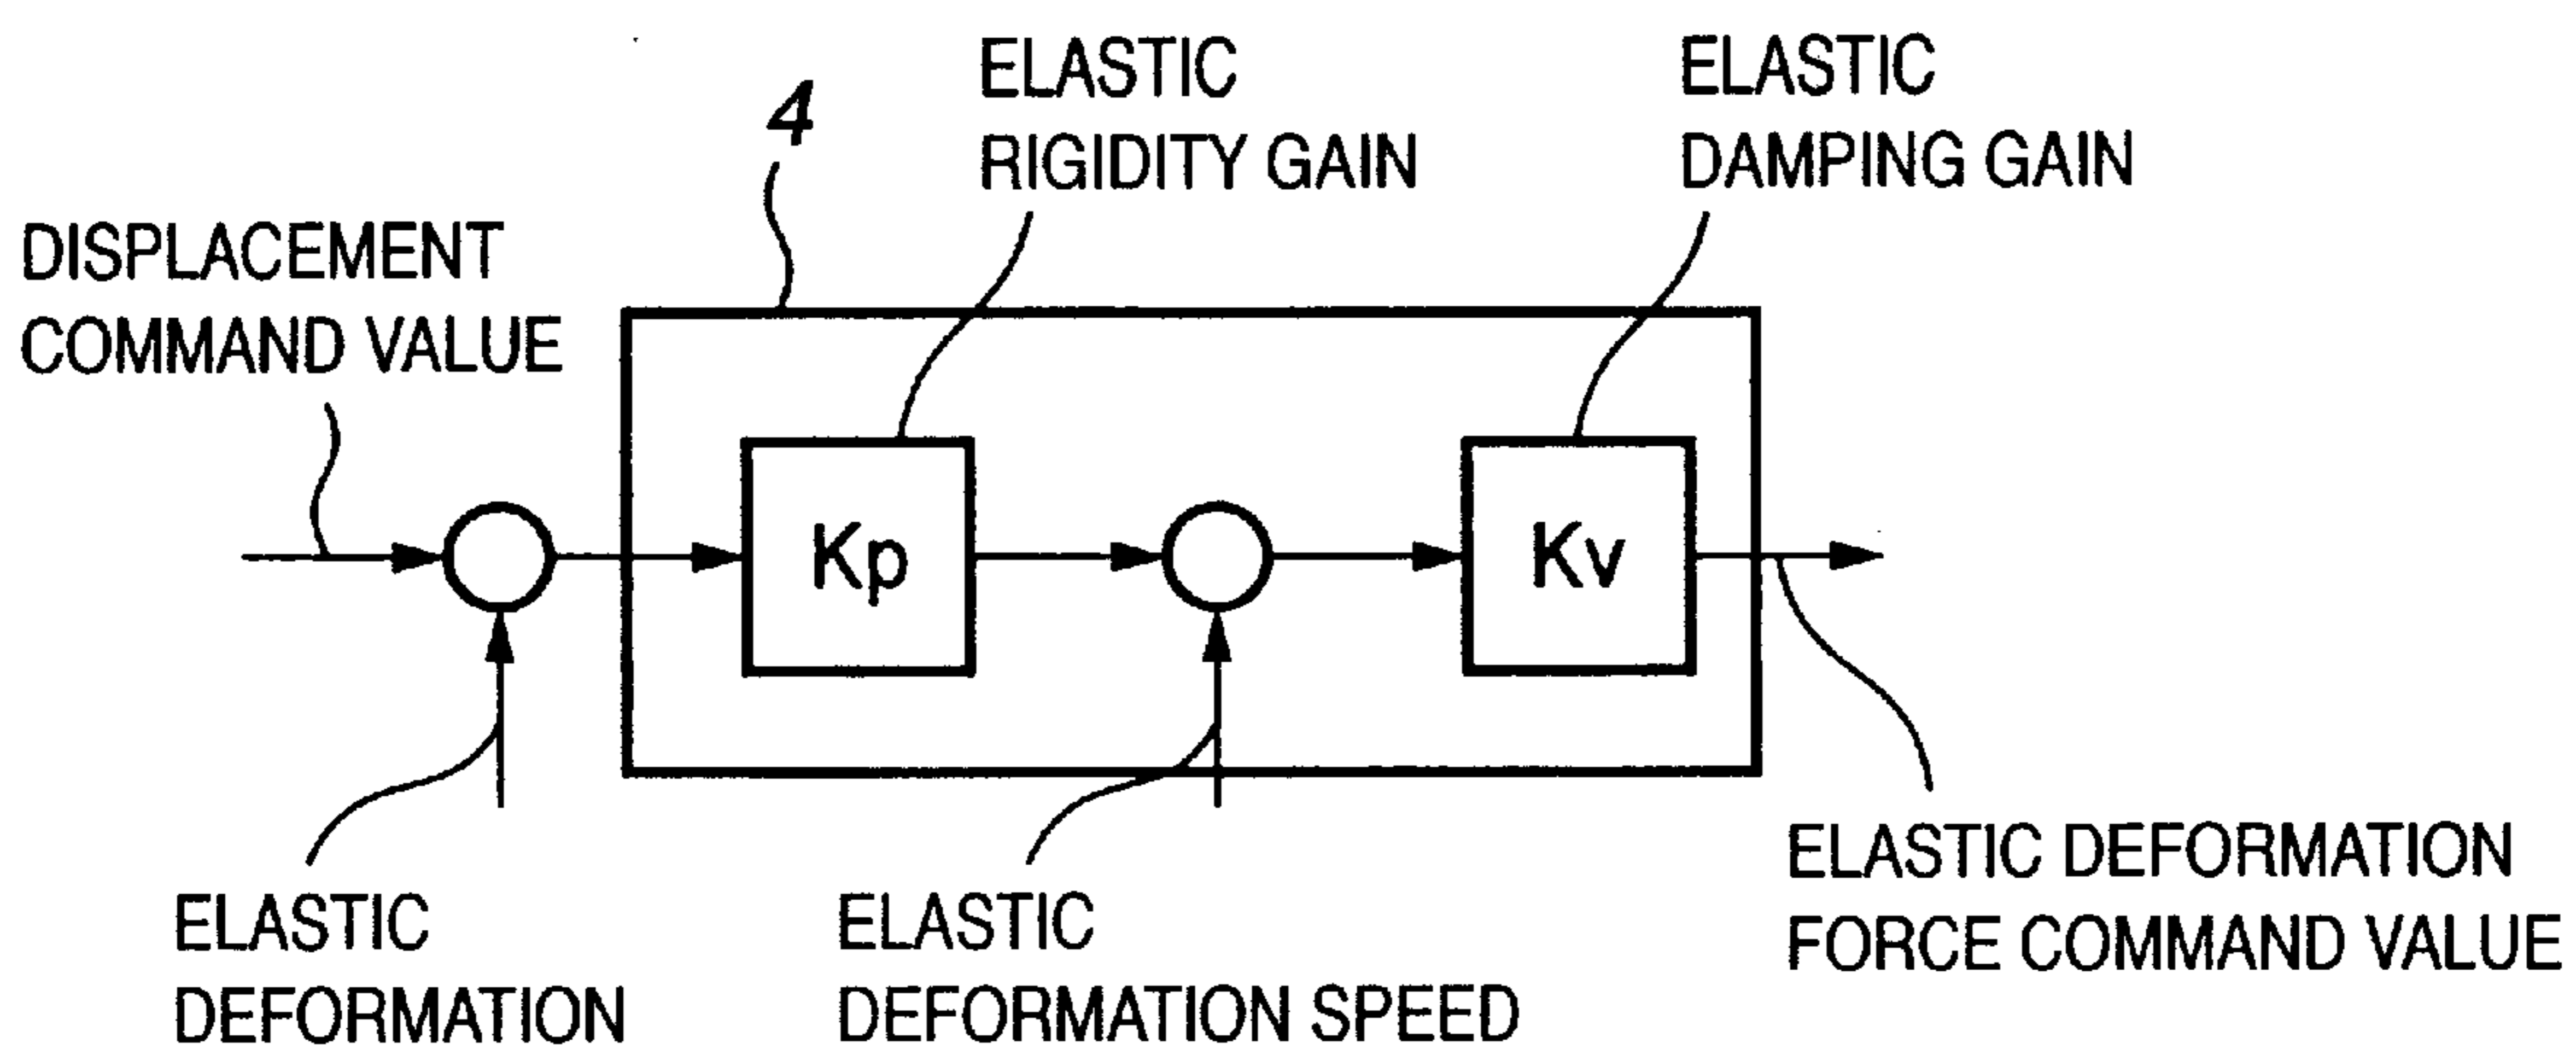 4
ELASTIC
RIGIDITY GAIN
ELASTIC
DAMPING GAIN
DISPLACEMENT
COMMAND VALUE
Kp
Kv
ELASTIC
DEFORMATION
ELASTIC
DEFORMATION SPEED
ELASTIC DEFORMATION
FORCE COMMAND VALUE